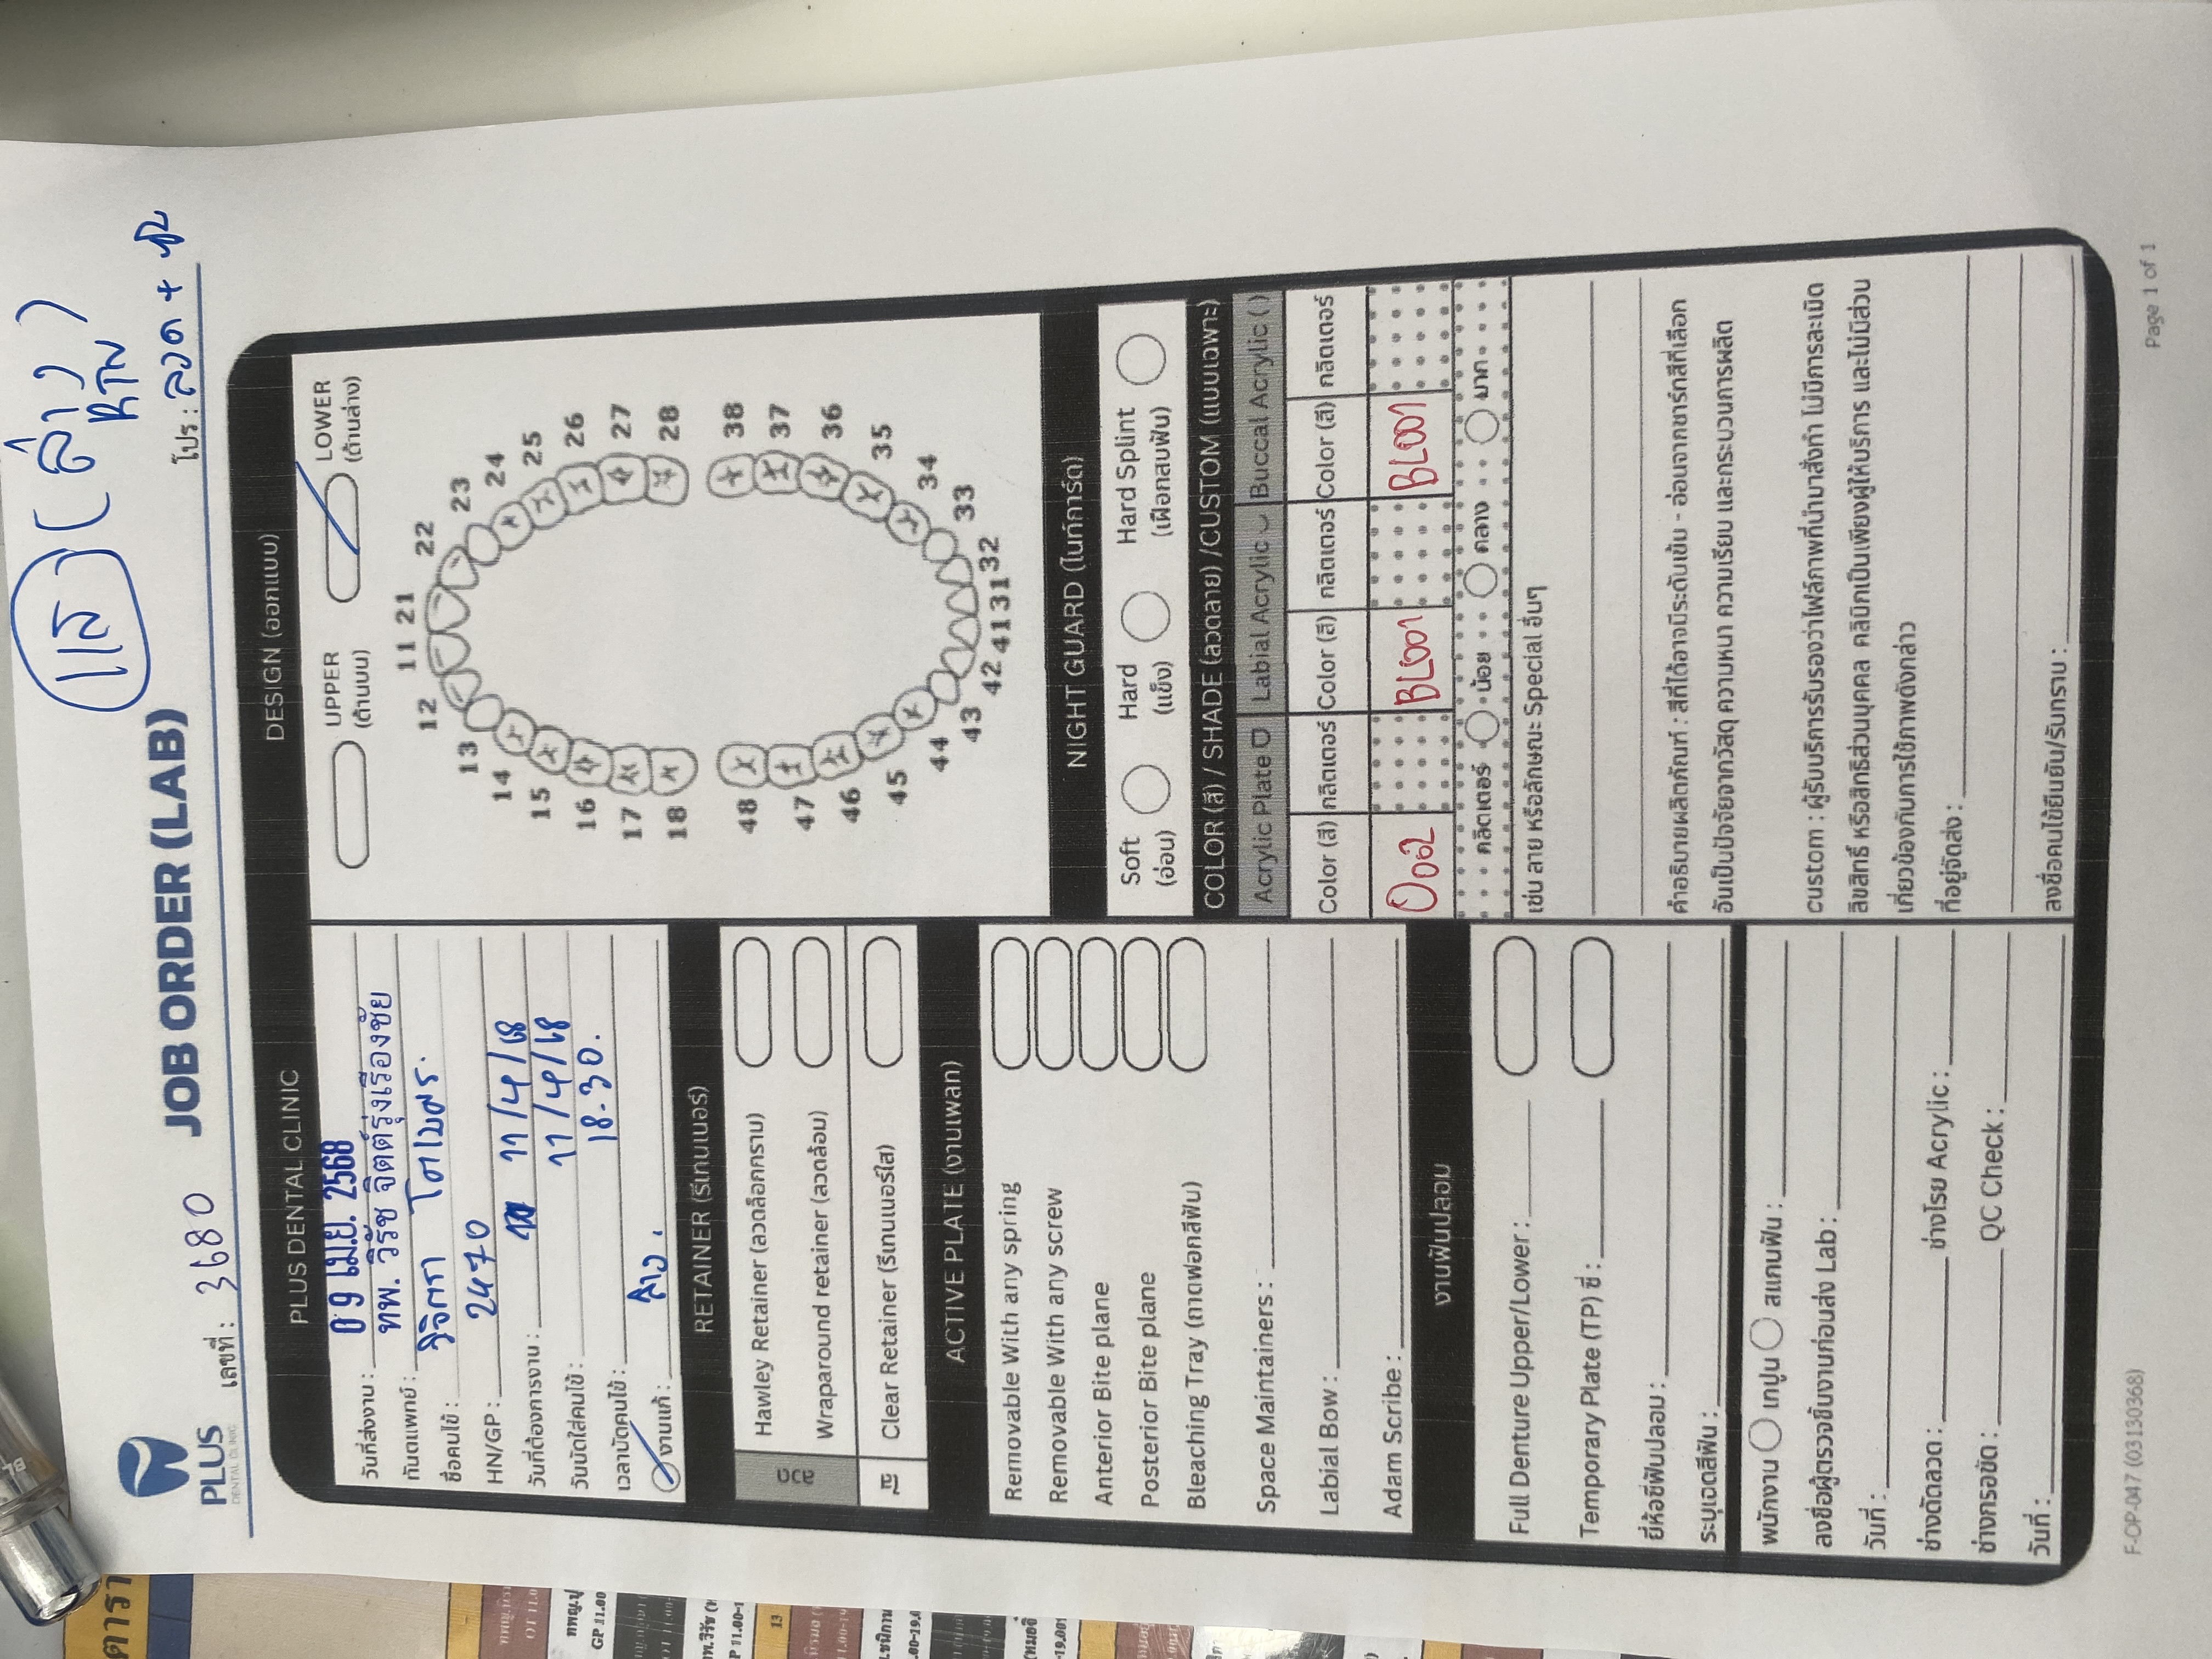 แล) ( ล่าง
หาย )
PLUS
DENTAL CLINIC
เลขที่ : 3680
JOB ORDER (LAB)
โปร : ลวด +
PLUS DENTAL CLINIC
วันที่ส่งงาน : 09 เม.ย. 2568
ทันตแพทย์ : ทพ. วิรัช จิตต์รุ่งเรืองชัย
ชื่อคนไข้ : วิจิตรา
HN/GP : 2470
วันที่ต้องการงาน : 11/4/68
วันนัดใส่คนไข้ : 11/4/68
เวลานัดคนไข้ : 18.30.
งานแก้ : ล่าง.
RETAINER (รีเทนเนอร์)
ลวด
Hawley Retainer (ลวดล็อกกราม)
Wraparound retainer (ลวดล้อม)
ใส
Clear Retainer (รีเทนเนอร์ใส)
ACTIVE PLATE (งานเพลท)
Removable With any spring
Removable With any screw
Anterior Bite plane
Posterior Bite plane
Bleaching Tray (ถาดฟอกสีฟัน)
Space Maintainers :
Labial Bow :
Adam Scribe :
งานฟันปลอม
Full Denture Upper/Lower :
Temporary Plate (TP) ซี่ :
ยี่ห้อซี่ฟันปลอม :
ระบุเฉดสีฟัน :
พนักงาน เทปูน สแกนฟัน :
ลงชื่อผู้ตรวจชิ้นงานก่อนส่ง Lab :
วันที่ :
ช่างดัดลวด : ช่างโรย Acrylic :
ช่างกรอขัด : QC Check :
วันที่ :
DESIGN (ออกแบบ)
UPPER
(ด้านบน)
LOWER
(ด้านล่าง)
11 21
12 22
13 23
14 24
15 25
16 26
17 27
18 28
48 38
47 37
46 36
45 35
44 34
43 33
42 41 31 32
NIGHT GUARD (ไนท์การ์ด)
Soft
(อ่อน)
Hard
(แข็ง)
Hard Splint
(เฝือกสบฟัน)
COLOR (สี) / SHADE (ลวดลาย) /CUSTOM (แบบเฉพาะ)
Acrylic Plate Labial Acrylic Buccal Acrylic ( )
Color (สี) กลิตเตอร์ Color (สี) กลิตเตอร์ Color (สี) กลิตเตอร์
O002 BL001 BL001
กลิตเตอร์ น้อย กลาง มาก
เช่น ลาย หรือลักษณะ Special อื่นๆ
คำอธิบายผลิตภัณฑ์ : สีที่ได้อาจมีระดับเข้ม - อ่อนจากชาร์ทสีที่เลือก
อันเป็นปัจจัยจากวัสดุ ความหนา ความเรียบ และกระบวนการผลิต
custom : ผู้รับบริการรับรองว่าไฟล์ภาพที่นำมาสั่งทำ ไม่มีการละเมิด
ลิขสิทธิ์ หรือสิทธิส่วนบุคคล คลินิกเป็นเพียงผู้ให้บริการ และไม่มีส่วน
เกี่ยวข้องกับการใช้ภาพดังกล่าว
ที่อยู่จัดส่ง :
ลงชื่อคนไข้ยืนยัน/รับทราบ :
F-OP-047 (03130368)
Page 1 of 1